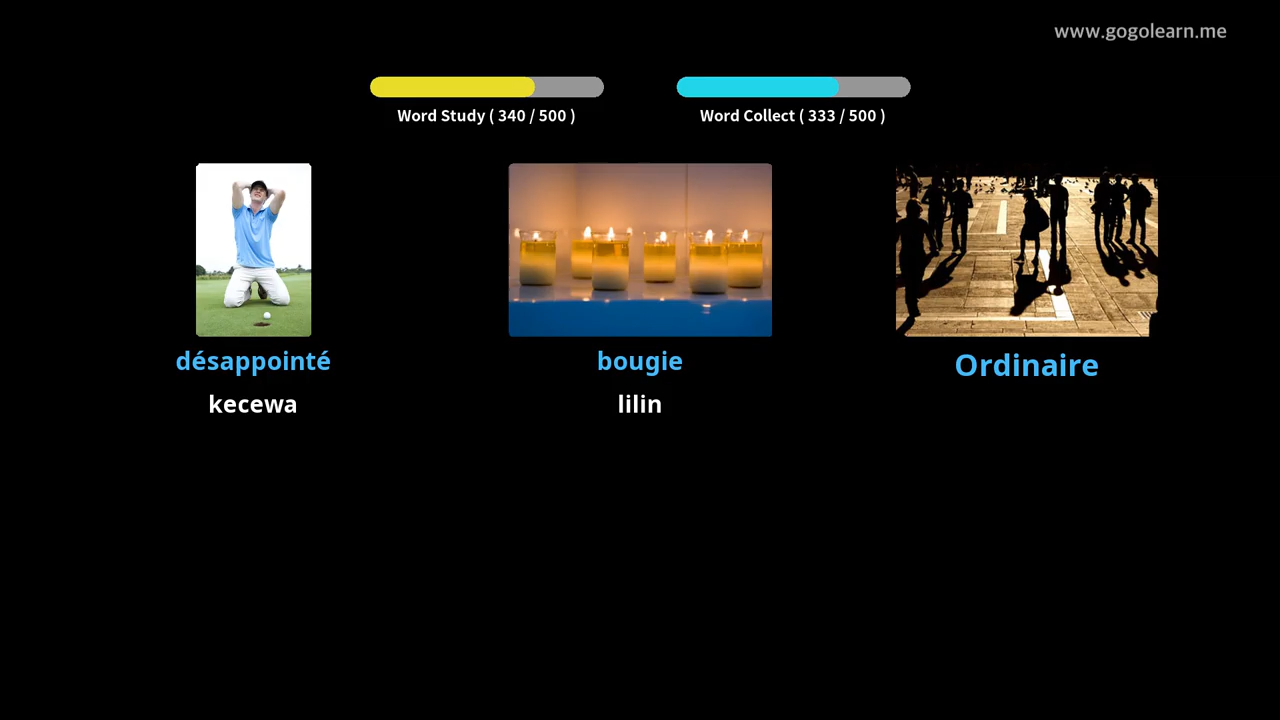 www.gogolearn.me
Word Study ( 340 / 500 )
Word Collect ( 333 / 500 )
désappointé
kecewa
bougie
lilin
Ordinaire